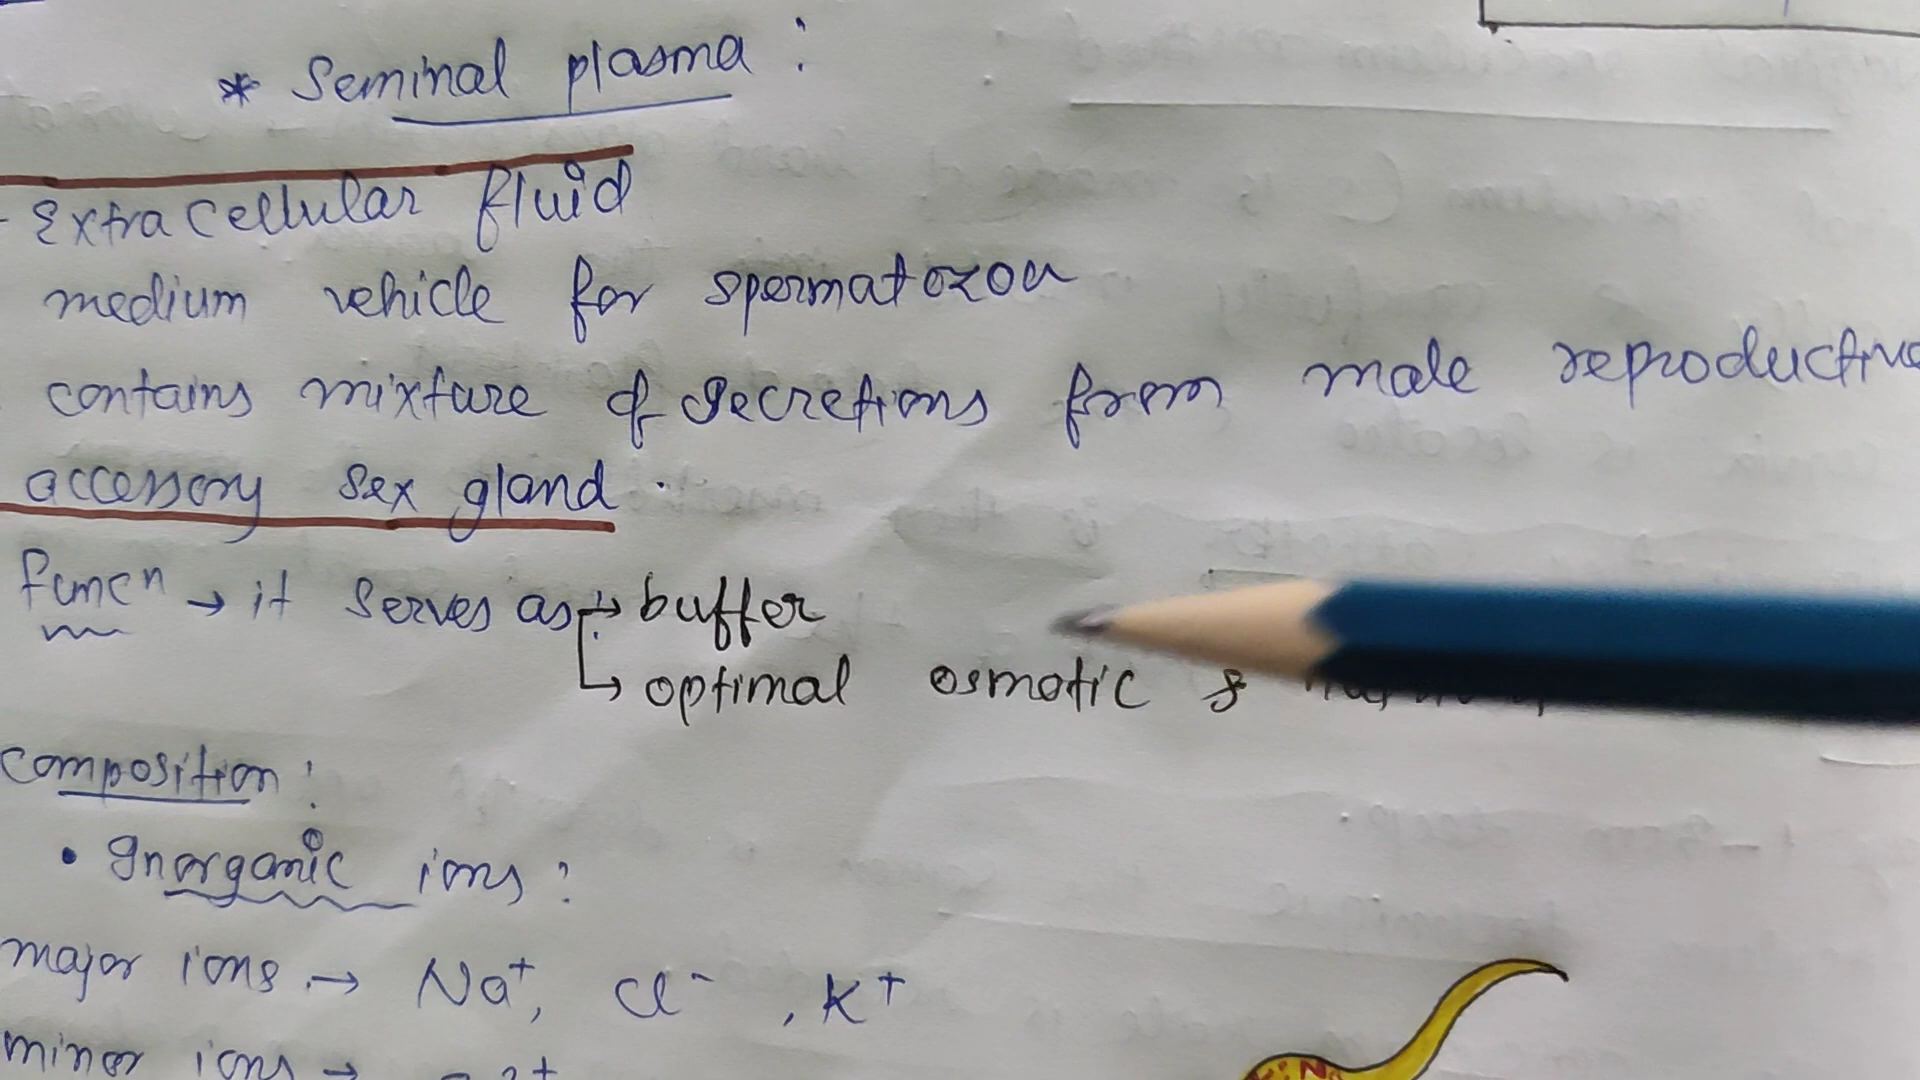 * Seminal plasma :
- Extracellular fluid
medium vehicle for spermatozoa
contains mixture of secretions from male reproductive
accessory sex gland .
funcⁿ → it serves as → buffer
↳ optimal osmotic &
composition :
• Inorganic ions :
major ions → Na⁺, Cl⁻ , K⁺
minor ions →